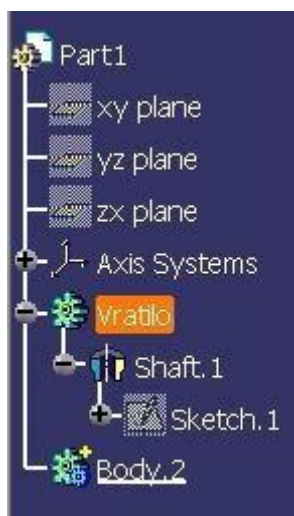 Part1
xy plane
yz plane
zx plane
Axis Systems
Vratilo
Shaft.1
Sketch.1
Body.2